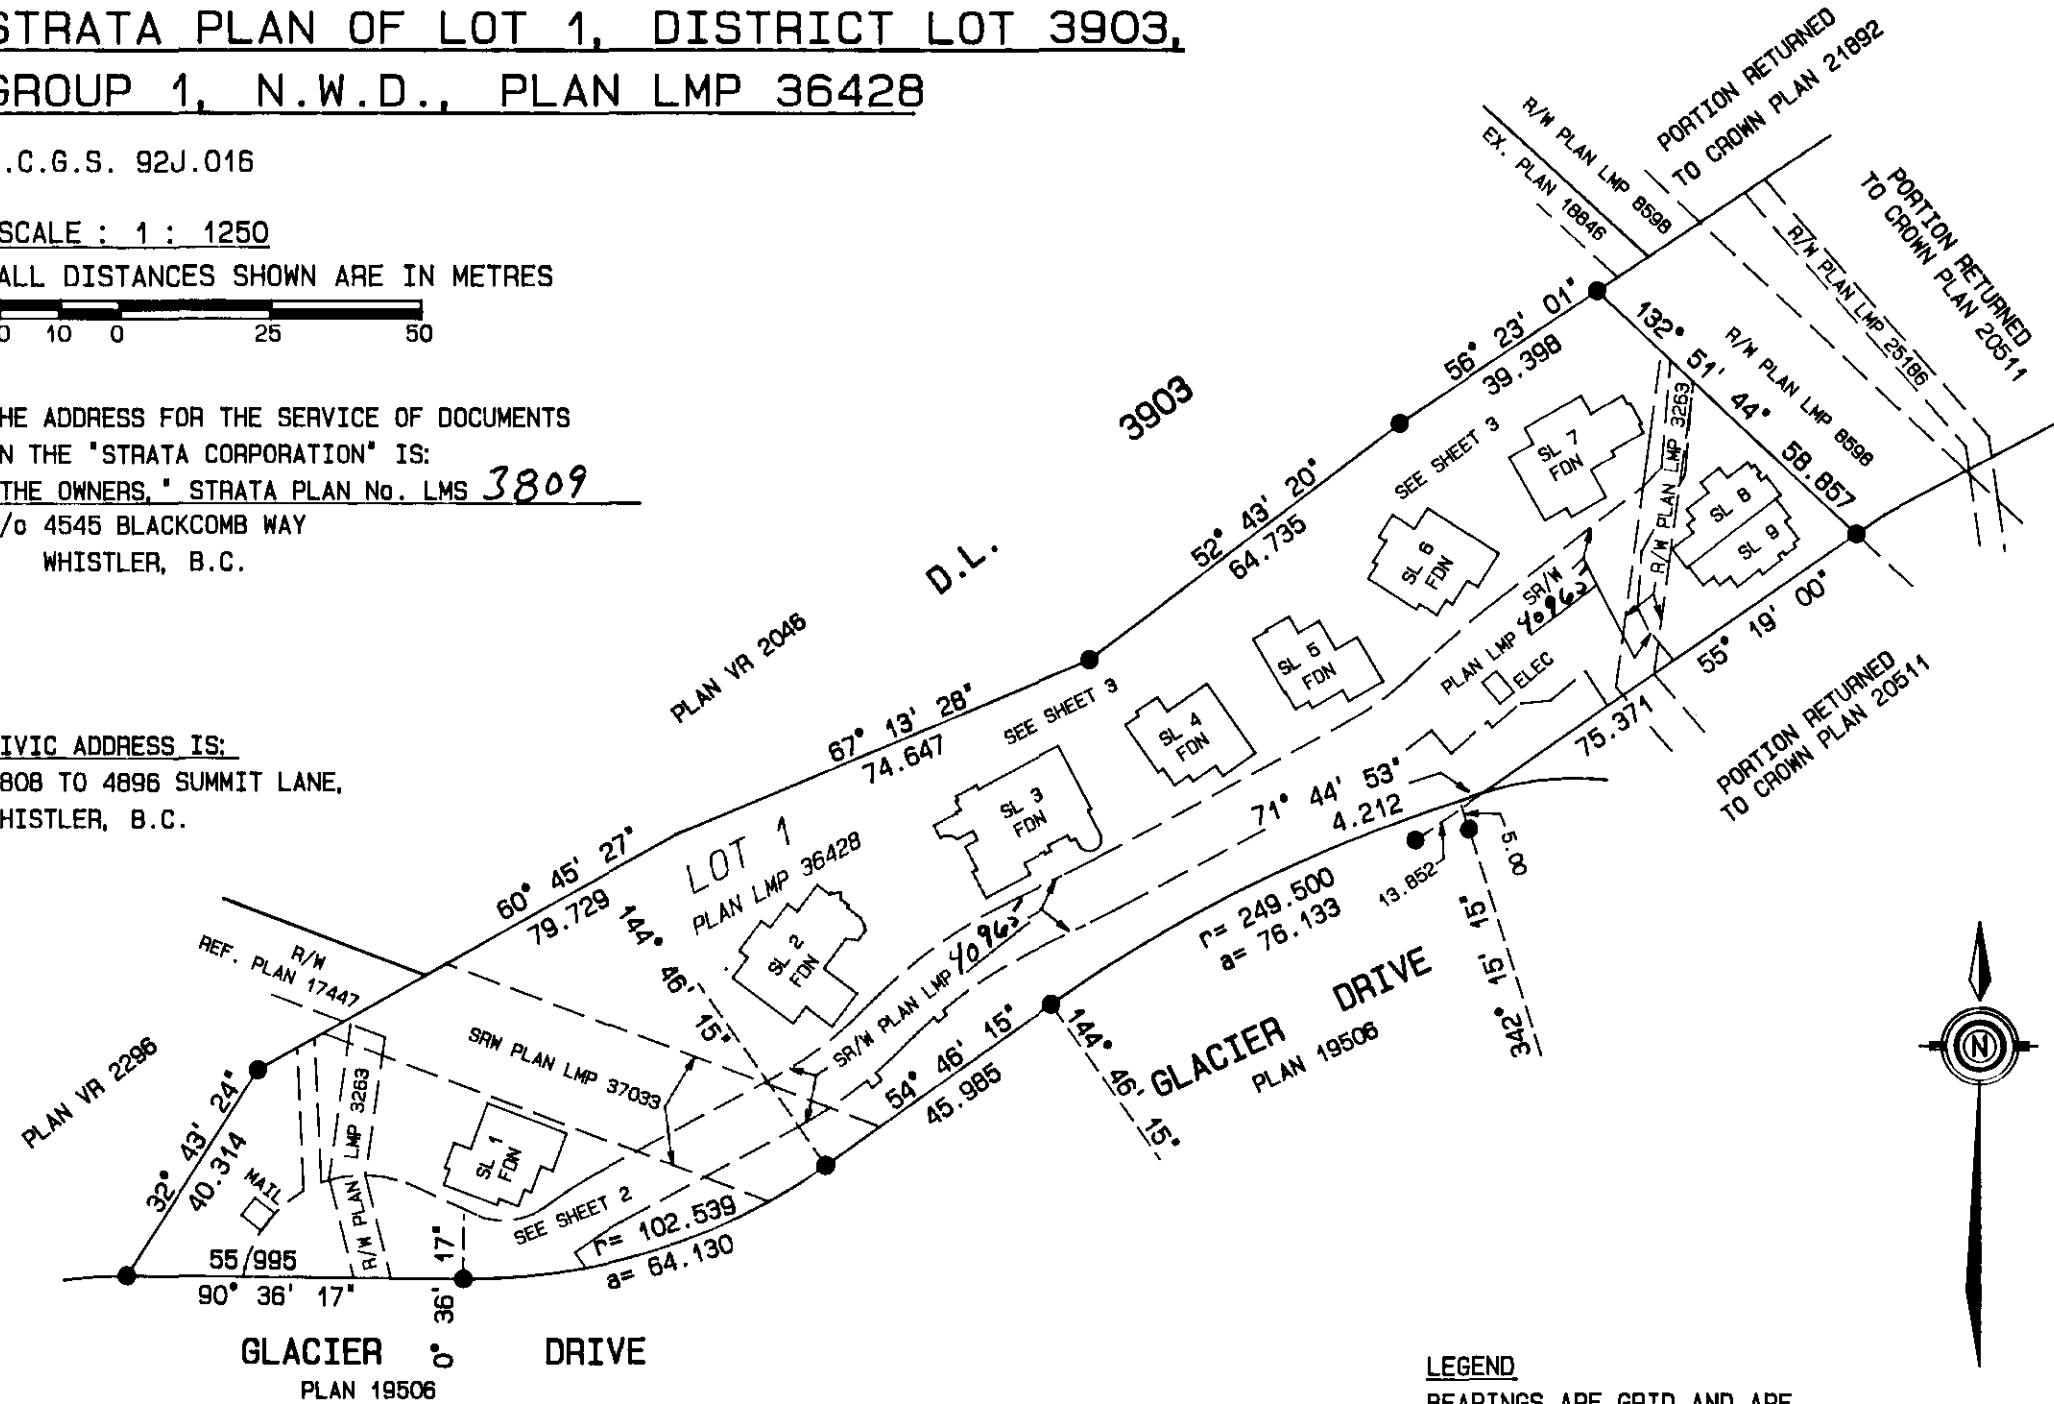 STRATA PLAN OF LOT 1, DISTRICT LOT 3903,
GROUP 1, N.W.D., PLAN LMP 36428
.C.G.S. 92J.016
SCALE : 1 : 1250
ALL DISTANCES SHOWN ARE IN METRES
0 10 0 25 50
HE ADDRESS FOR THE SERVICE OF DOCUMENTS
N THE "STRATA CORPORATION" IS:
THE OWNERS, " STRATA PLAN No. LMS 3809
/o 4545 BLACKCOMB WAY
WHISTLER, B.C.
IVIC ADDRESS IS:
808 TO 4896 SUMMIT LANE,
HISTLER, B.C.
PORTION RETURNED
TO CROWN PLAN 21892
R/W PLAN LMP 8598
EX. PLAN 18846
PORTION RETURNED
TO CROWN PLAN 20511
R/W PLAN LMP 25186
R/W PLAN LMP 8598
132° 51' 44"
58.857
56° 23' 01"
39.398
3903
D.L.
SEE SHEET 3
SL 7
FDN
R/W PLAN LMP 3263
SL 8
SL 9
52° 43' 20"
64.735
SL 6
FDN
SR/W
PLAN LMP 40965
ELEC
55° 19' 00"
75.371
PORTION RETURNED
TO CROWN PLAN 20511
PLAN VR 2046
SL 5
FDN
SL 4
FDN
67° 13' 28"
74.647
SEE SHEET 3
SL 3
FDN
71° 44' 53"
4.212
5.00
13.852
342° 15' 15"
60° 45' 27"
79.729
LOT 1
PLAN LMP 36428
144° 46' 15"
SL 2
FDN
SR/W PLAN LMP 40965
r= 249.500
a= 76.133
GLACIER DRIVE
PLAN 19506
144° 46' 15"
54° 46' 15"
45.985
R/W
REF. PLAN 17447
SRW PLAN LMP 37033
PLAN VR 2296
32° 43' 24"
40.314
MAIL
R/W PLAN LMP 3263
SL 1
FDN
SEE SHEET 2
r= 102.539
a= 64.130
55.995
90° 36' 17"
0° 36' 17"
GLACIER DRIVE
PLAN 19506
N
LEGEND
BEARINGS ARE GRID AND ARE